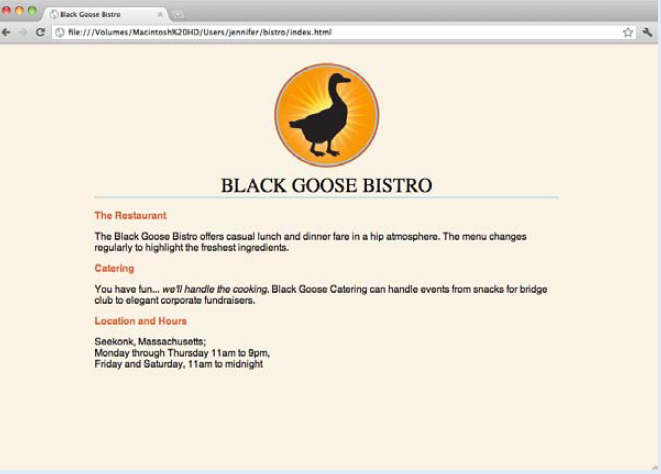 Black Goose Bistro
file:///Volumes/Macintosh%20HD/Users/jennifer/bistro/index.html
BLACK GOOSE BISTRO
The Restaurant
The Black Goose Bistro offers casual lunch and dinner fare in a hip atmosphere. The menu changes
regularly to highlight the freshest ingredients.
Catering
You have fun... we'll handle the cooking. Black Goose Catering can handle events from snacks for bridge
club to elegant corporate fundraisers.
Location and Hours
Seekonk, Massachusetts;
Monday through Thursday 11am to 9pm,
Friday and Saturday, 11am to midnight